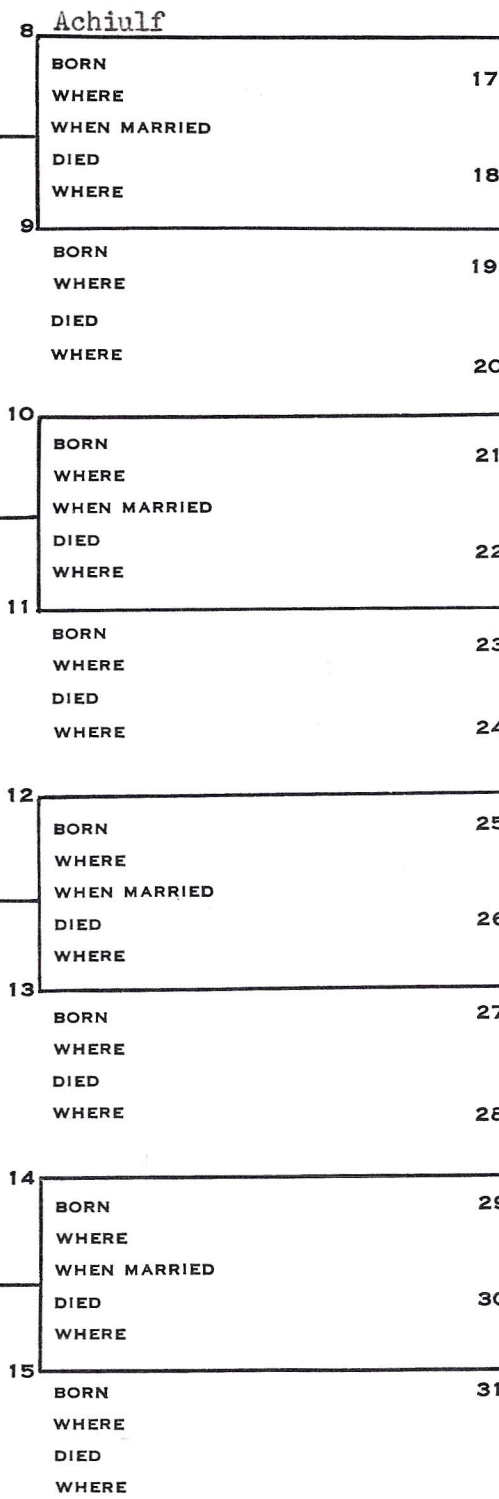 8 Achiulf
BORN
17
WHERE
WHEN MARRIED
DIED
18
WHERE
9
BORN
19
WHERE
DIED
WHERE
20
10
BORN
21
WHERE
WHEN MARRIED
DIED
22
WHERE
11
BORN
23
WHERE
DIED
WHERE
24
12
BORN
25
WHERE
WHEN MARRIED
DIED
26
WHERE
13
BORN
27
WHERE
DIED
WHERE
28
14
BORN
29
WHERE
WHEN MARRIED
DIED
30
WHERE
15
BORN
31
WHERE
DIED
WHERE